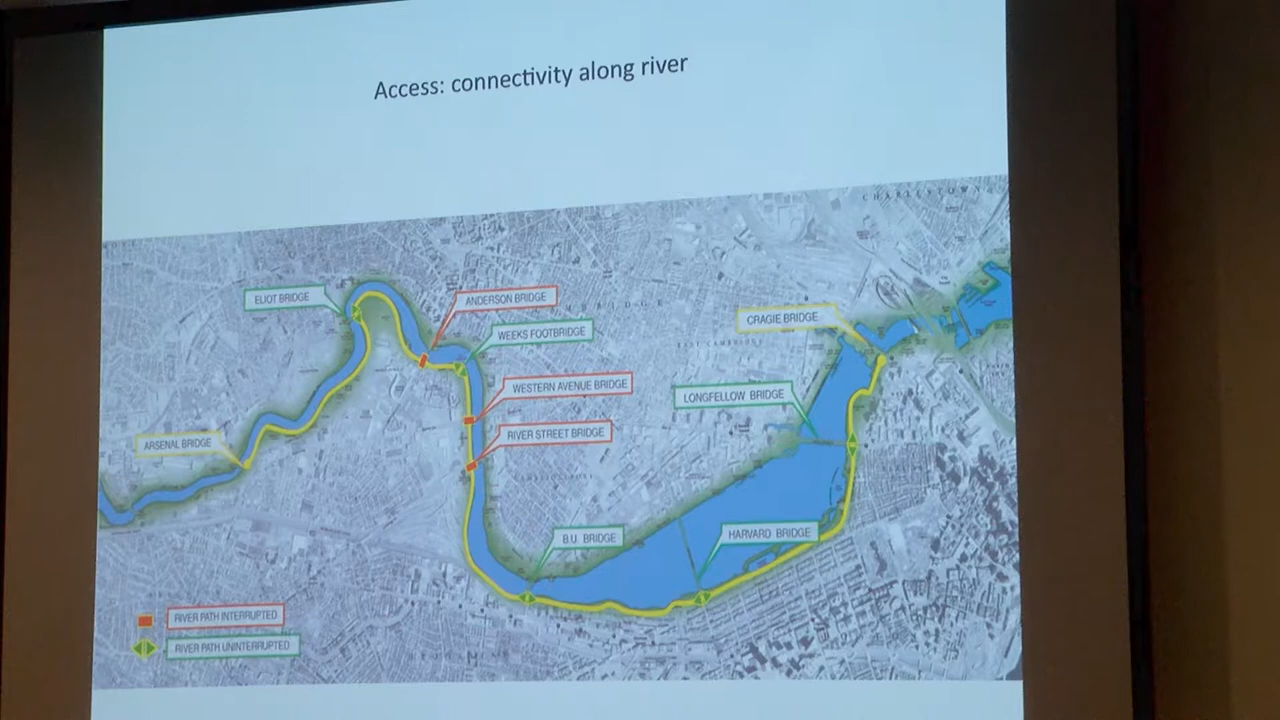 Access: connectivity along river
CHARLESTOWN
ELIOT BRIDGE
ANDERSON BRIDGE
WEEKS FOOTBRIDGE
CRAGIE BRIDGE
WESTERN AVENUE BRIDGE
LONGFELLOW BRIDGE
ARSENAL BRIDGE
RIVER STREET BRIDGE
B.U. BRIDGE
HARVARD BRIDGE
RIVER PATH INTERRUPTED
RIVER PATH UNINTERRUPTED